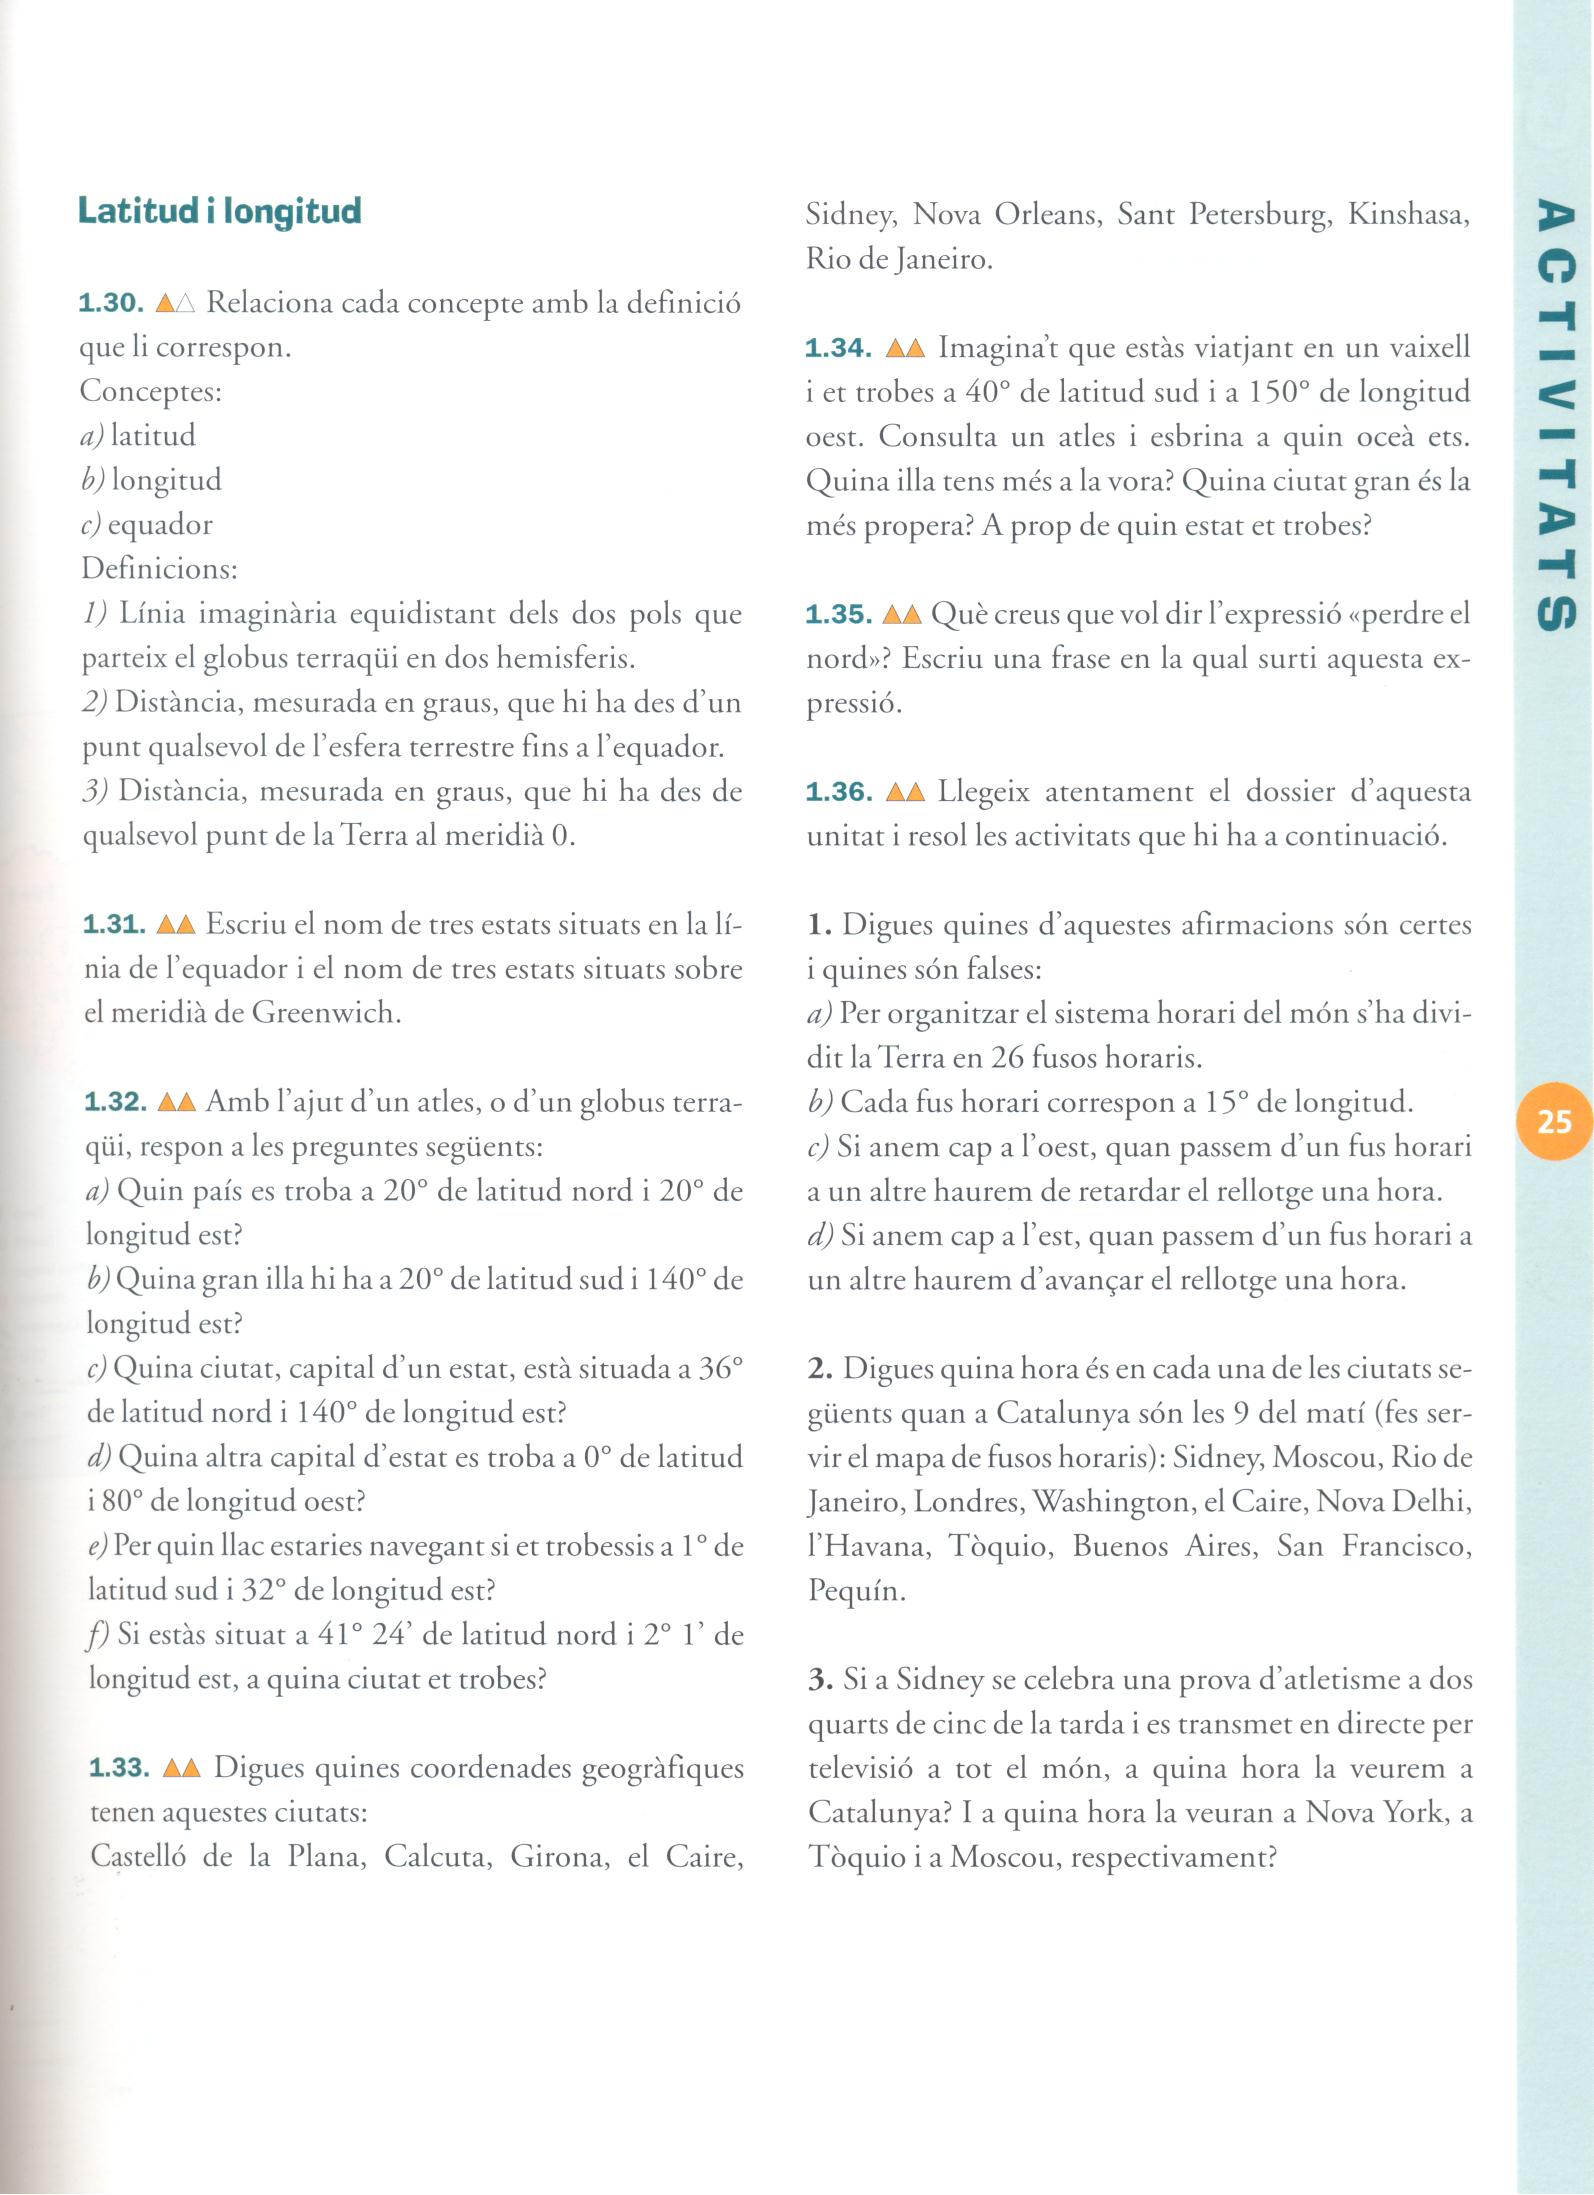 Latitud i longitud
1.30. Relaciona cada concepte amb la definició
que li correspon.
Conceptes:
a) latitud
b) longitud
c) equador
Definicions:
1) Línia imaginària equidistant dels dos pols que
parteix el globus terraqüi en dos hemisferis.
2) Distància, mesurada en graus, que hi ha des d'un
punt qualsevol de l'esfera terrestre fins a l'equador.
3) Distància, mesurada en graus, que hi ha des de
qualsevol punt de la Terra al meridià 0.
1.31. Escriu el nom de tres estats situats en la lí-
nia de l'equador i el nom de tres estats situats sobre
el meridià de Greenwich.
1.32. Amb l'ajut d'un atles, o d'un globus terra-
qüi, respon a les preguntes següents:
a) Quin país es troba a 20° de latitud nord i 20° de
longitud est?
b) Quina gran illa hi ha a 20° de latitud sud i 140° de
longitud est?
c) Quina ciutat, capital d'un estat, està situada a 36°
de latitud nord i 140° de longitud est?
d) Quina altra capital d'estat es troba a 0° de latitud
i 80° de longitud oest?
e) Per quin llac estaries navegant si et trobessis a 1° de
latitud sud i 32° de longitud est?
f) Si estàs situat a 41° 24' de latitud nord i 2° 1' de
longitud est, a quina ciutat et trobes?
1.33. Digues quines coordenades geogràfiques
tenen aquestes ciutats:
Castelló de la Plana, Calcuta, Girona, el Caire,
Sidney, Nova Orleans, Sant Petersburg, Kinshasa,
Rio de Janeiro.
1.34. Imagina't que estàs viatjant en un vaixell
i et trobes a 40° de latitud sud i a 150° de longitud
oest. Consulta un atles i esbrina a quin oceà ets.
Quina illa tens més a la vora? Quina ciutat gran és la
més propera? A prop de quin estat et trobes?
1.35. Què creus que vol dir l'expressió «perdre el
nord»? Escriu una frase en la qual surti aquesta ex-
pressió.
1.36. Llegeix atentament el dossier d'aquesta
unitat i resol les activitats que hi ha a continuació.
1. Digues quines d'aquestes afirmacions són certes
i quines són falses:
a) Per organitzar el sistema horari del món s'ha divi-
dit la Terra en 26 fusos horaris.
b) Cada fus horari correspon a 15° de longitud.
c) Si anem cap a l'oest, quan passem d'un fus horari
a un altre haurem de retardar el rellotge una hora.
d) Si anem cap a l'est, quan passem d'un fus horari a
un altre haurem d'avançar el rellotge una hora.
2. Digues quina hora és en cada una de les ciutats se-
güents quan a Catalunya són les 9 del matí (fes ser-
vir el mapa de fusos horaris): Sidney, Moscou, Rio de
Janeiro, Londres, Washington, el Caire, Nova Delhi,
l'Havana, Tòquio, Buenos Aires, San Francisco,
Pequín.
3. Si a Sidney se celebra una prova d'atletisme a dos
quarts de cinc de la tarda i es transmet en directe per
televisió a tot el món, a quina hora la veurem a
Catalunya? I a quina hora la veuran a Nova York, a
Tòquio i a Moscou, respectivament?
ACTIVITATS
25